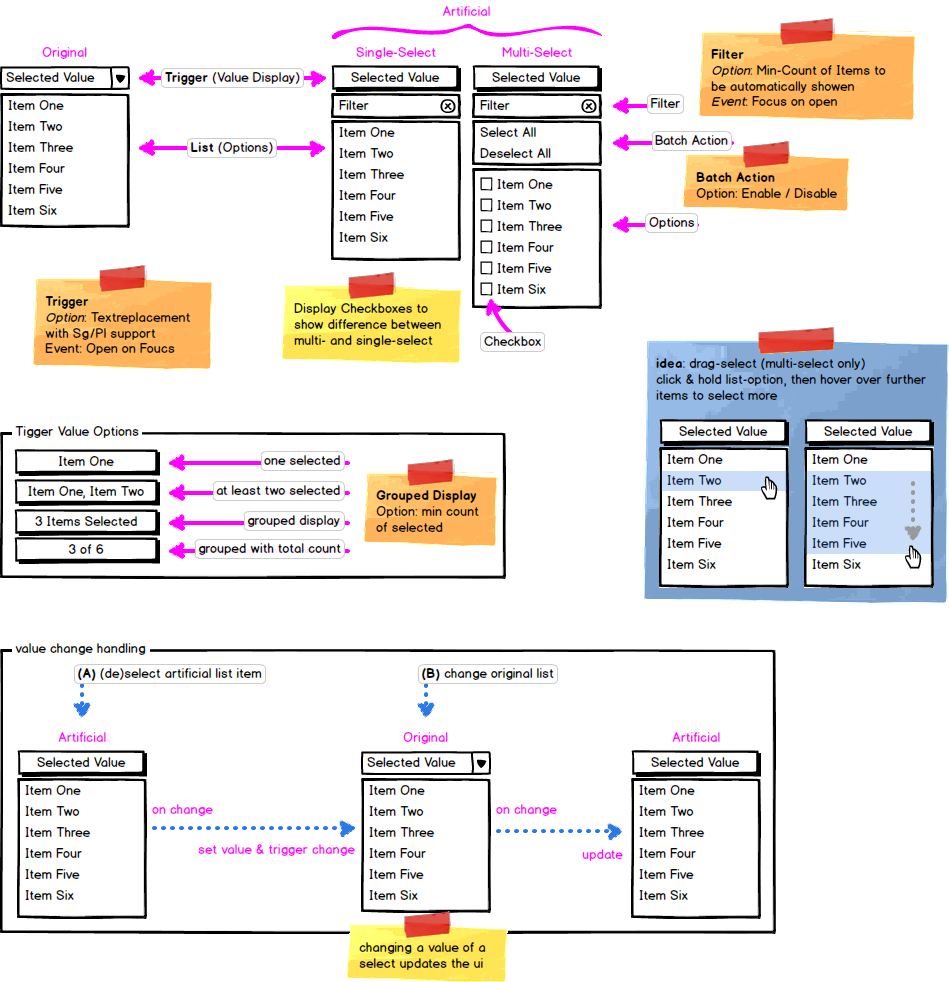 Artificial
Original
Single-Select
Multi-Select
Selected Value
Trigger (Value Display)
Selected Value
Selected Value
Filter
Option: Min-Count of Items to
be automatically showen
Event: Focus on open
Item One
Item Two
Item Three
Item Four
Item Five
Item Six
List (Options)
Filter
Item One
Item Two
Item Three
Item Four
Item Five
Item Six
Filter
Select All
Deselect All
Item One
Item Two
Item Three
Item Four
Item Five
Item Six
Filter
Batch Action
Options
Checkbox
Batch Action
Option: Enable / Disable
Trigger
Option: Textreplacement
with Sg/Pl support
Event: Open on Foucs
Display Checkboxes to
show difference between
multi- and single-select
idea: drag-select (multi-select only)
click & hold list-option, then hover over further
items to select more
Selected Value
Item One
Item Two
Item Three
Item Four
Item Five
Item Six
Selected Value
Item One
Item Two
Item Three
Item Four
Item Five
Item Six
Tigger Value Options
Item One
one selected
Item One, Item Two
at least two selected
3 Items Selected
grouped display
3 of 6
grouped with total count
Grouped Display
Option: min count
of selected
value change handling
(A) (de)select artificial list item
(B) change original list
Artificial
Selected Value
Item One
Item Two
Item Three
Item Four
Item Five
Item Six
on change
set value & trigger change
Original
Selected Value
Item One
Item Two
Item Three
Item Four
Item Five
Item Six
on change
update
Artificial
Selected Value
Item One
Item Two
Item Three
Item Four
Item Five
Item Six
changing a value of a
select updates the ui